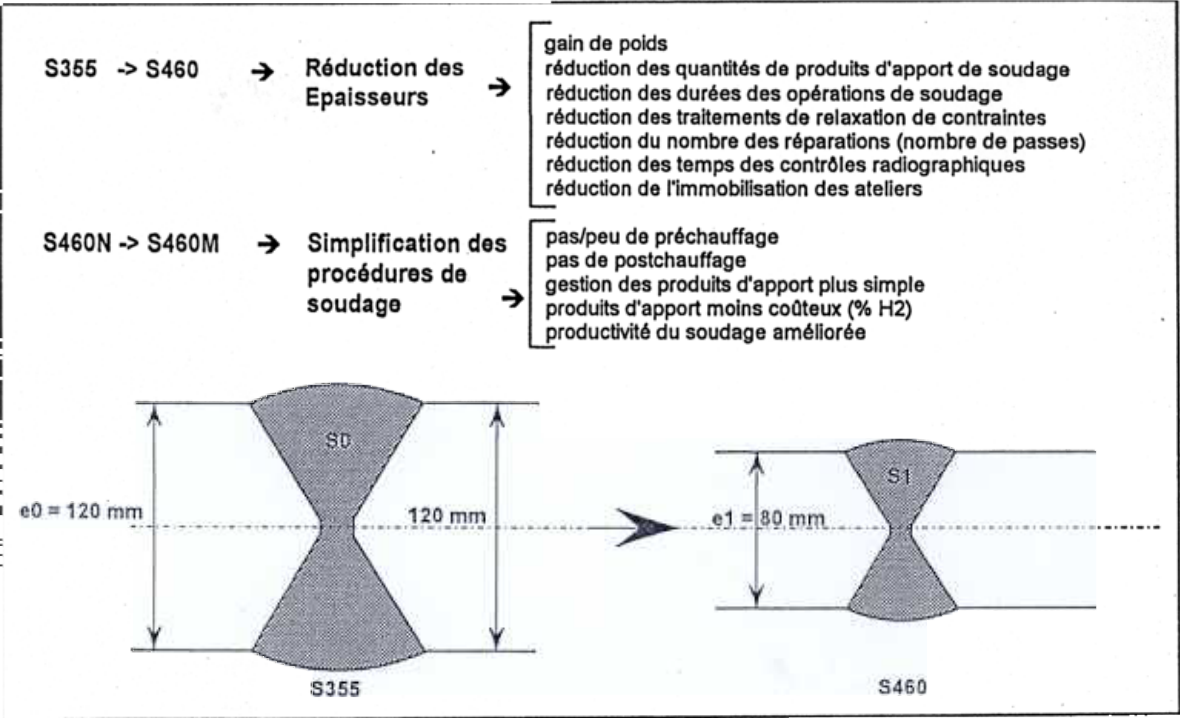 S355 -> S460 → Réduction des Epaisseurs →
gain de poids
réduction des quantités de produits d'apport de soudage
réduction des durées des opérations de soudage
réduction des traitements de relaxation de contraintes
réduction du nombre des réparations (nombre de passes)
réduction des temps des contrôles radiographiques
réduction de l'immobilisation des ateliers
S460N -> S460M → Simplification des procédures de soudage →
pas/peu de préchauffage
pas de postchauffage
gestion des produits d'apport plus simple
produits d'apport moins coûteux (% H2)
productivité du soudage améliorée
S0
e0 = 120 mm
120 mm
S355
S1
e1 = 80 mm
S460